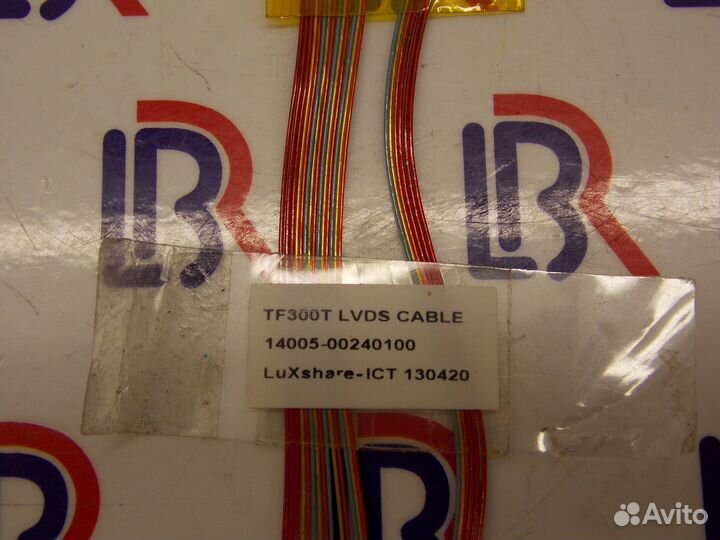 TF300T LVDS CABLE
14005-00240100
LuXshare-ICT 130420
Avito